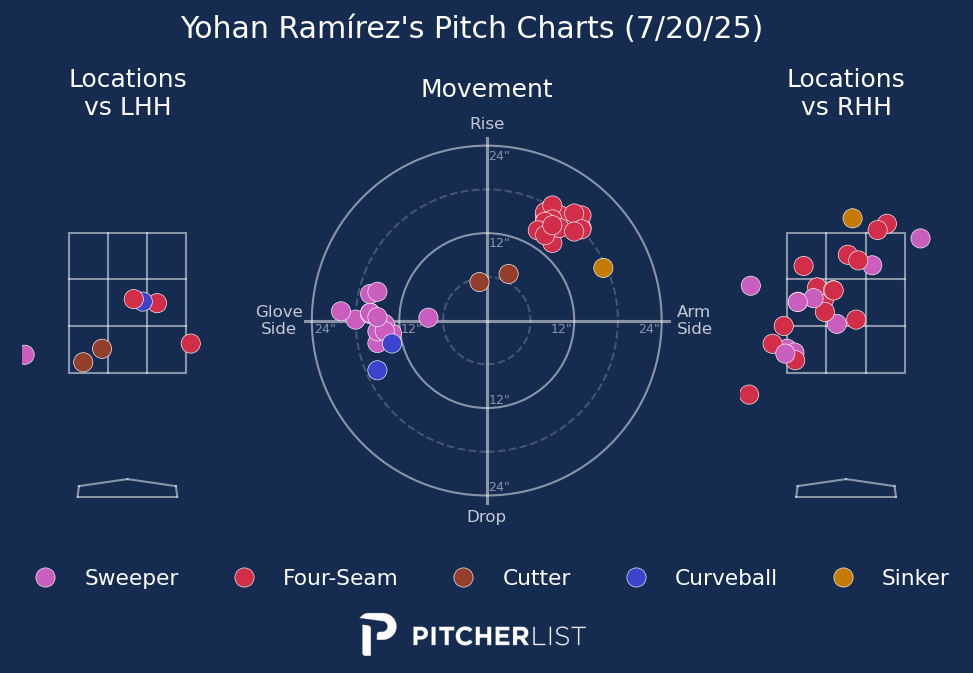 Yohan Ramírez's Pitch Charts (7/20/25)
Locations
vs LHH
Movement
Locations
vs RHH
Rise
24"
12"
Glove
Side
24"
12"
12"
24"
Arm
Side
12"
24"
Drop
Sweeper
Four-Seam
Cutter
Curveball
Sinker
PITCHERLIST